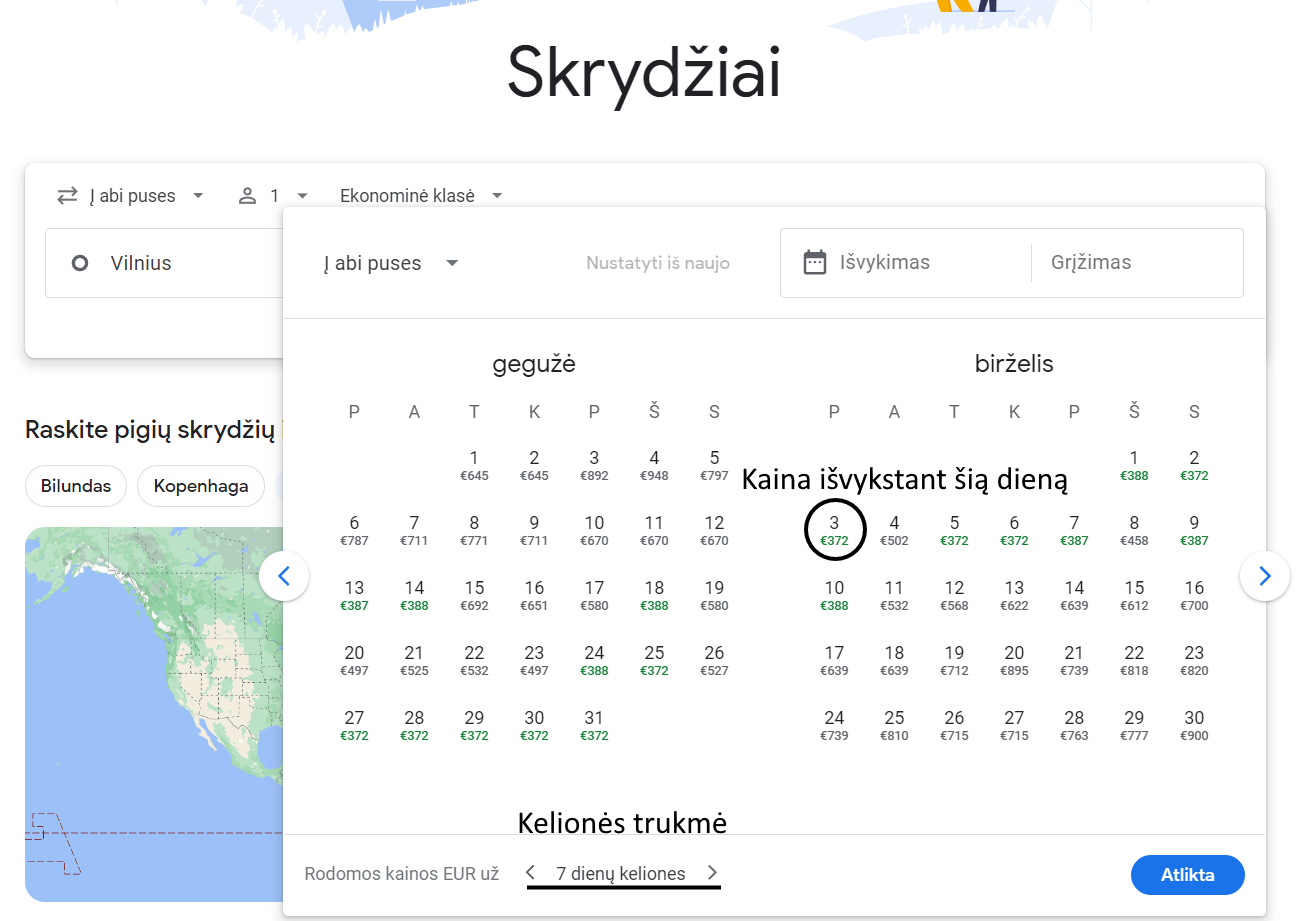 Skrydžiai
Į abi puses 1 Ekonominė klasė
Vilnius
Į abi puses Nustatyti iš naujo Išvykimas Grįžimas
Raskite pigių skrydžių
Bilundas Kopenhaga
gegužė
P A T K P Š S
1 2 3 4 5
€645 €645 €892 €948 €797
6 7 8 9 10 11 12
€787 €711 €771 €711 €670 €670 €670
13 14 15 16 17 18 19
€387 €388 €692 €651 €580 €388 €580
20 21 22 23 24 25 26
€497 €525 €532 €497 €388 €372 €527
27 28 29 30 31
€372 €372 €372 €372 €372
birželis
P A T K P Š S
Kaina išvykstant šią dieną
1 2
€388 €372
3 4 5 6 7 8 9
€372 €502 €372 €372 €387 €458 €387
10 11 12 13 14 15 16
€388 €532 €568 €622 €639 €612 €700
17 18 19 20 21 22 23
€639 €639 €712 €895 €739 €818 €820
24 25 26 27 28 29 30
€739 €810 €715 €715 €763 €777 €900
Kelionės trukmė
Rodomos kainos EUR už 7 dienų keliones Atlikta